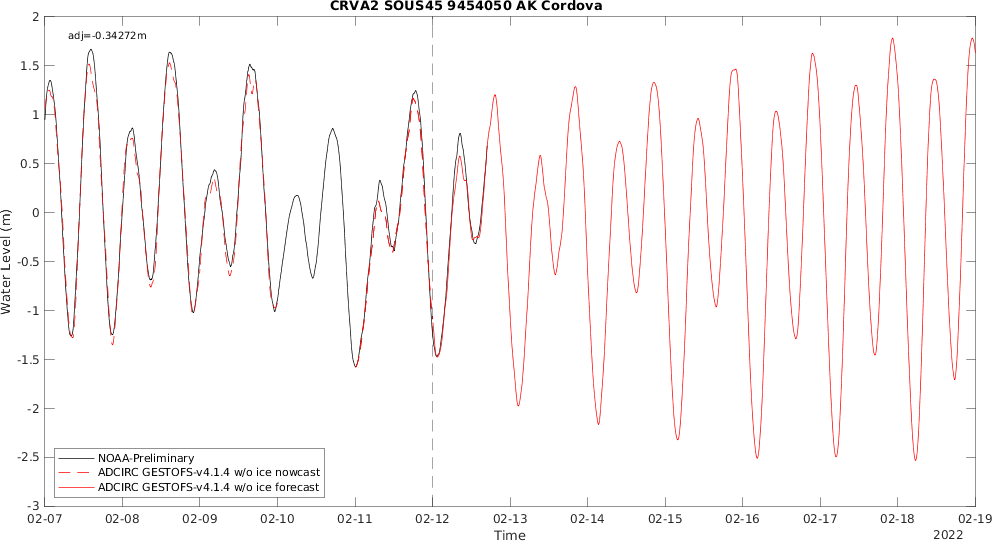 CRVA2 SOUS45 9454050 AK Cordova
adj=-0.34272m
2
1.5
1
0.5
0
-0.5
-1
-1.5
-2
-2.5
-3
Water Level (m)
NOAA-Preliminary
ADCIRC GESTOFS-v4.1.4 w/o ice nowcast
ADCIRC GESTOFS-v4.1.4 w/o ice forecast
02-07 02-08 02-09 02-10 02-11 02-12 02-13 02-14 02-15 02-16 02-17 02-18 02-19
Time
2022